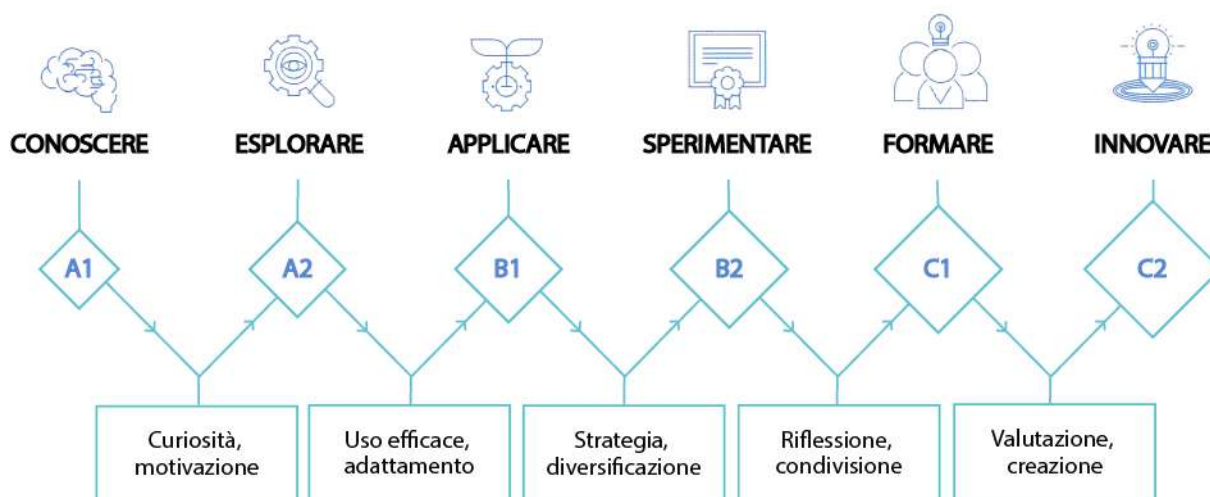 CONOSCERE
ESPLORARE
APPLICARE
SPERIMENTARE
FORMARE
INNOVARE
A1
A2
B1
B2
C1
C2
Curiosità,
motivazione
Uso efficace,
adattamento
Strategia,
diversificazione
Riflessione,
condivisione
Valutazione,
creazione